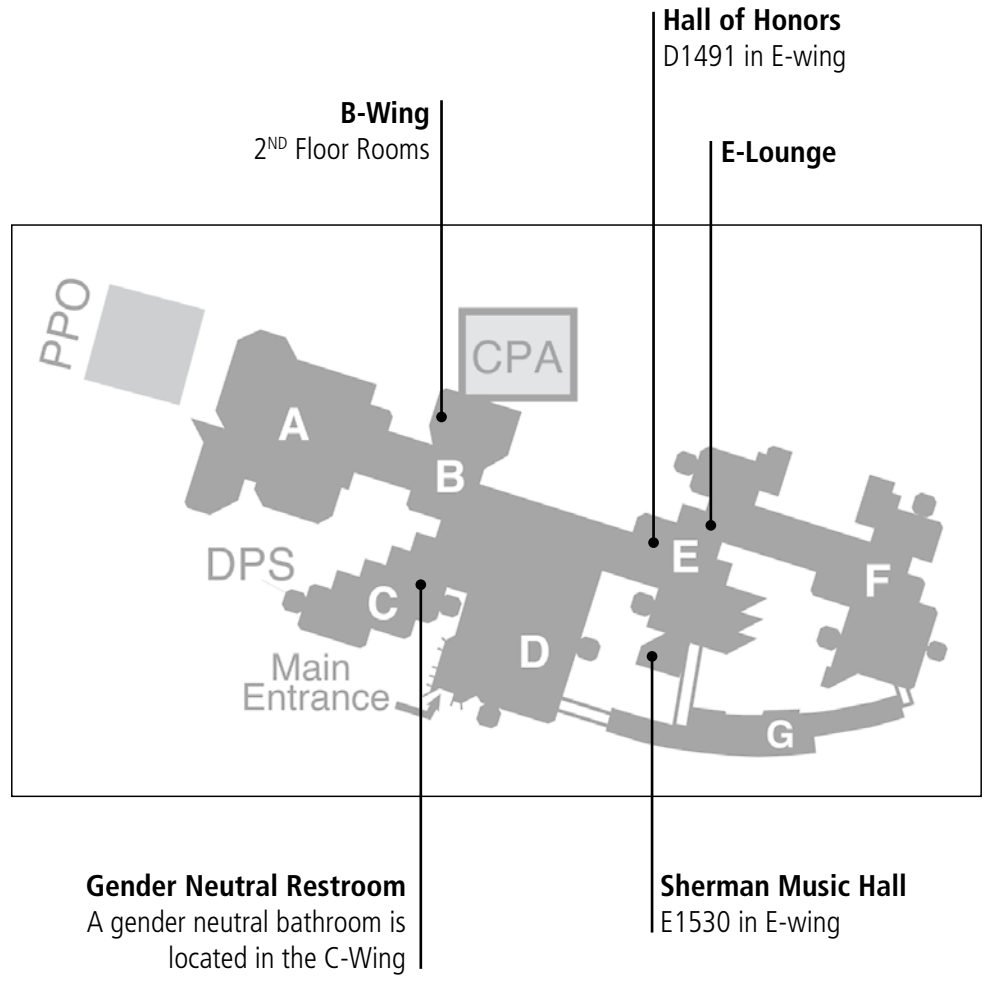 Hall of Honors
D1491 in E-wing
B-Wing
2ND Floor Rooms
E-Lounge
PPO
CPA
A
B
E
F
DPS
C
D
Main
Entrance
G
Gender Neutral Restroom
A gender neutral bathroom is
located in the C-Wing
Sherman Music Hall
E1530 in E-wing